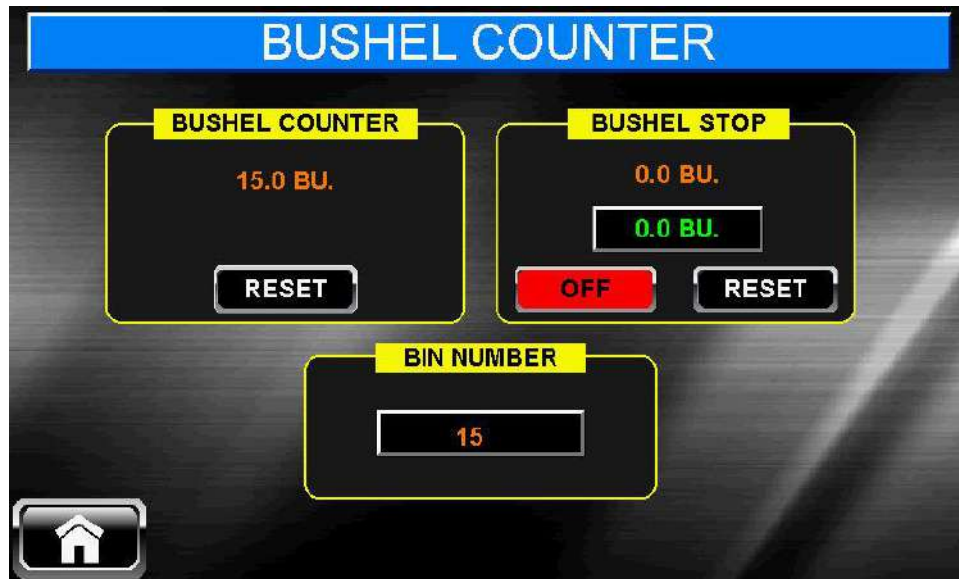 BUSHEL COUNTER
BUSHEL COUNTER
15.0 BU.
RESET
BUSHEL STOP
0.0 BU.
0.0 BU.
OFF
RESET
BIN NUMBER
15